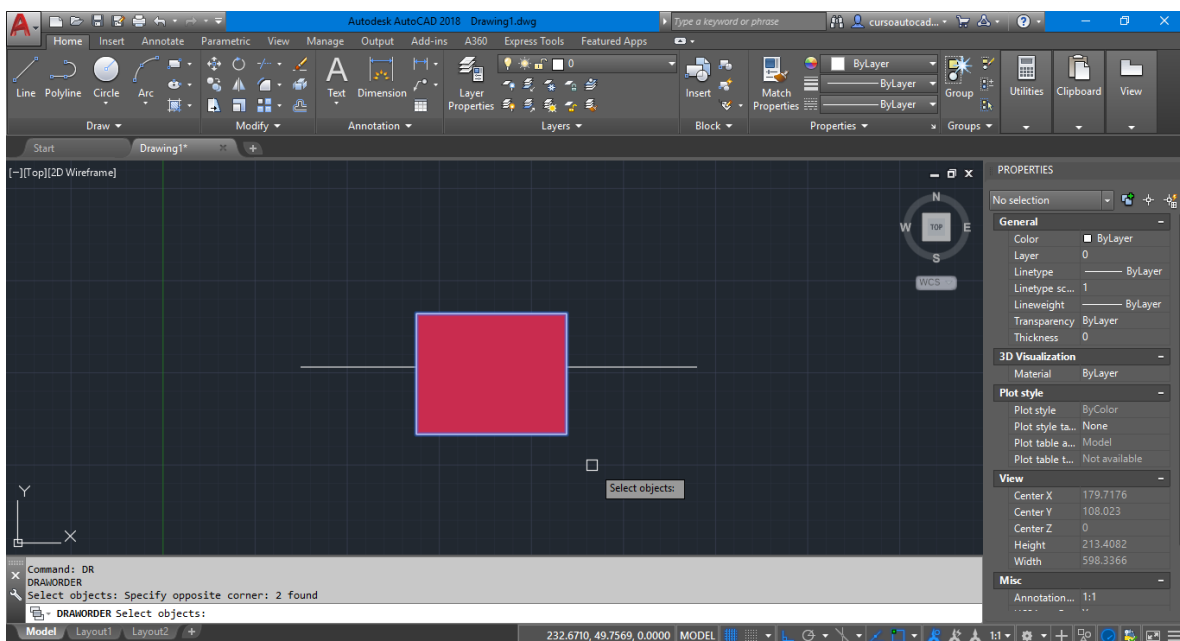 A Autodesk AutoCAD 2018 Drawing1.dwg Type a keyword or phrase cursoautocad...
Home Insert Annotate Parametric View Manage Output Add-ins A360 Express Tools Featured Apps
0 ByLayer
A ByLayer
Line Polyline Circle Arc Text Dimension Layer Properties Insert Match Properties ByLayer Group Utilities Clipboard View
Draw Modify Annotation Layers Block Properties Groups
Start Drawing1*
[−][Top][2D Wireframe]
N
W TOP E
S
WCS
Select objects:
Y
X
PROPERTIES
No selection
General
Color ByLayer
Layer 0
Linetype ByLayer
Linetype sc... 1
Lineweight ByLayer
Transparency ByLayer
Thickness 0
3D Visualization
Material ByLayer
Plot style
Plot style ByColor
Plot style ta... None
Plot table a... Model
Plot table t... Not available
View
Center X 179.7176
Center Y 108.023
Center Z 0
Height 213.4082
Width 598.3366
Misc
Annotation... 1:1
Command: DR
DRAWORDER
Select objects: Specify opposite corner: 2 found
DRAWORDER Select objects:
Model Layout1 Layout2 232.6710, 49.7569, 0.0000 MODEL 1:1